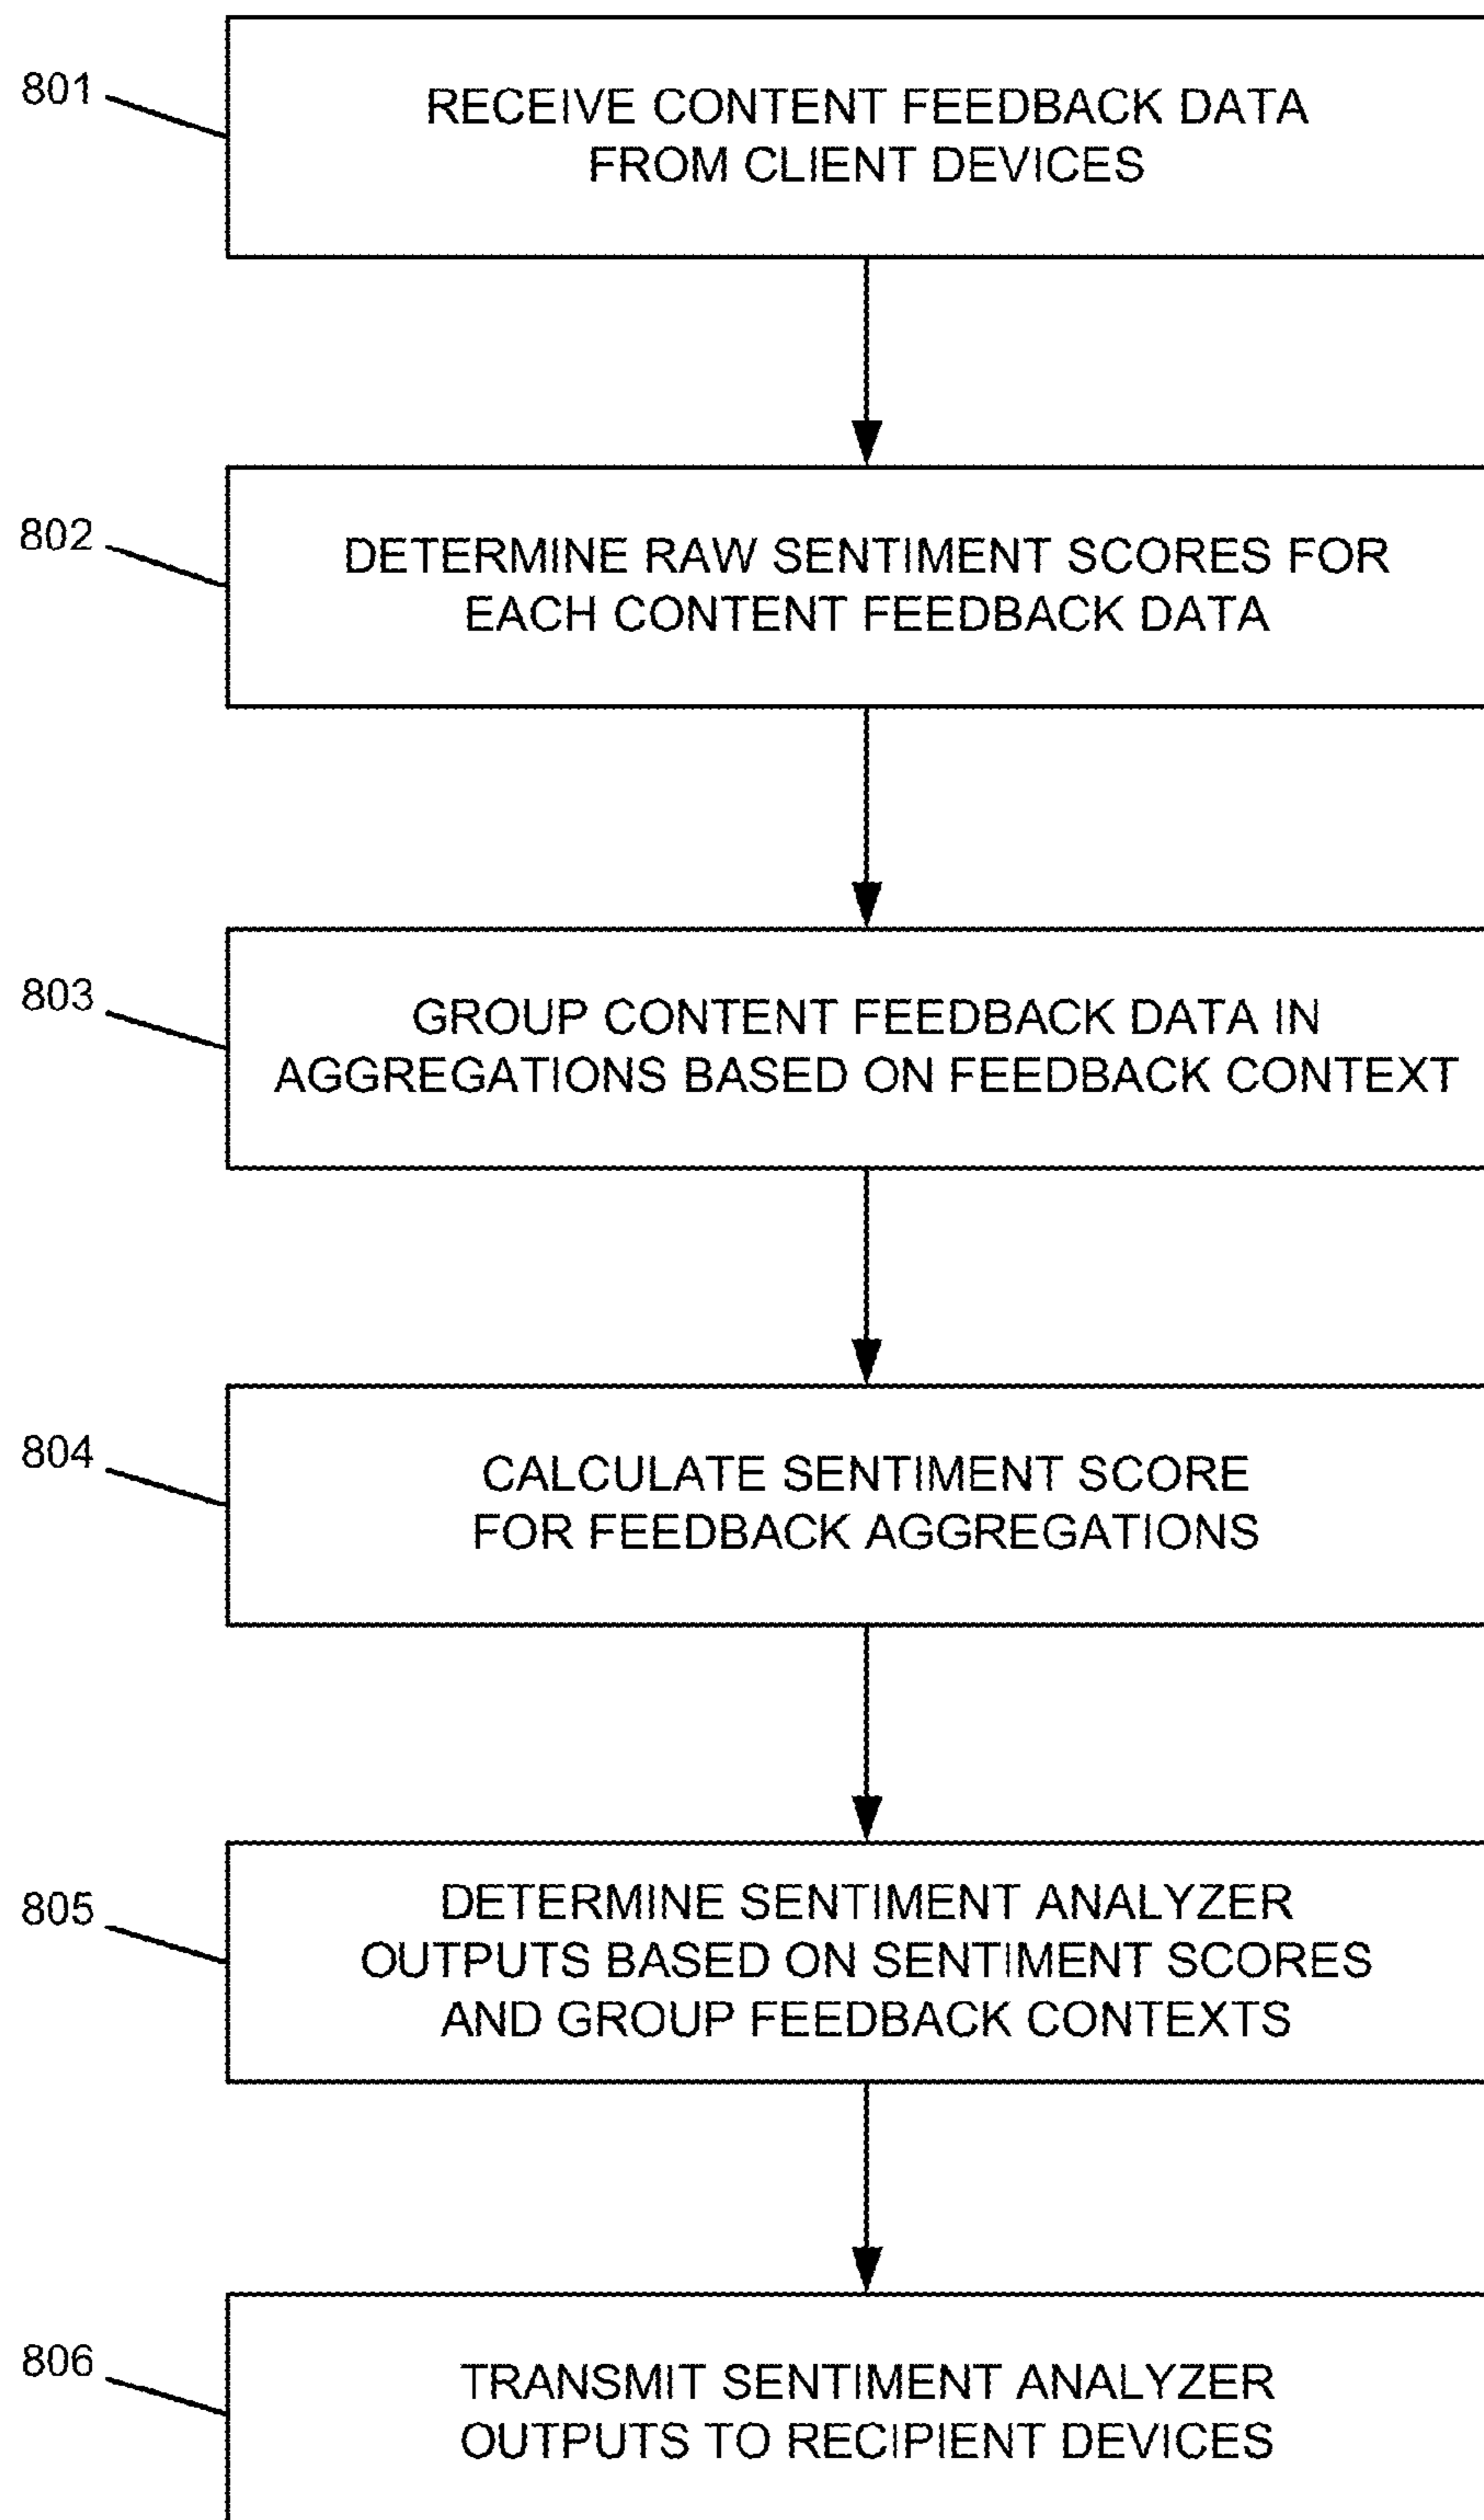 801
RECEIVE CONTENT FEEDBACK DATA
FROM CLIENT DEVICES
802
DETERMINE RAW SENTIMENT SCORES FOR
EACH CONTENT FEEDBACK DATA
803
GROUP CONTENT FEEDBACK DATA IN
AGGREGATIONS BASED ON FEEDBACK CONTEXT
804
CALCULATE SENTIMENT SCORE
FOR FEEDBACK AGGREGATIONS
805
DETERMINE SENTIMENT ANALYZER
OUTPUTS BASED ON SENTIMENT SCORES
AND GROUP FEEDBACK CONTEXTS
806
TRANSMIT SENTIMENT ANALYZER
OUTPUTS TO RECIPIENT DEVICES